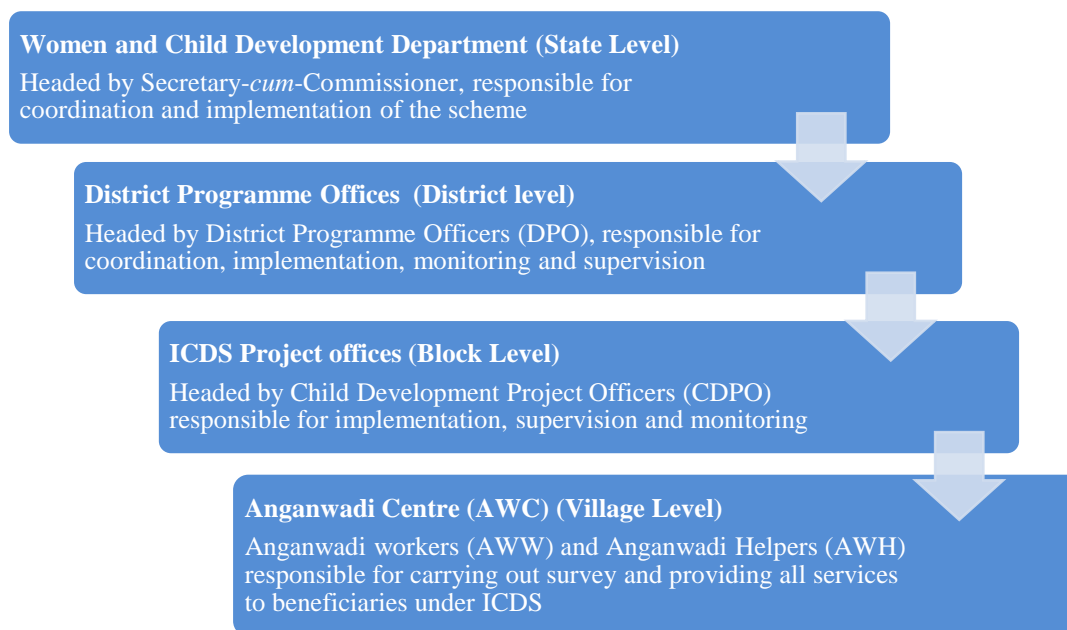 Women and Child Development Department (State Level)
Headed by Secretary-cum-Commissioner, responsible for
coordination and implementation of the scheme
District Programme Offices (District level)
Headed by District Programme Officers (DPO), responsible for
coordination, implementation, monitoring and supervision
ICDS Project offices (Block Level)
Headed by Child Development Project Officers (CDPO)
responsible for implementation, supervision and monitoring
Anganwadi Centre (AWC) (Village Level)
Anganwadi workers (AWW) and Anganwadi Helpers (AWH)
responsible for carrying out survey and providing all services
to beneficiaries under ICDS